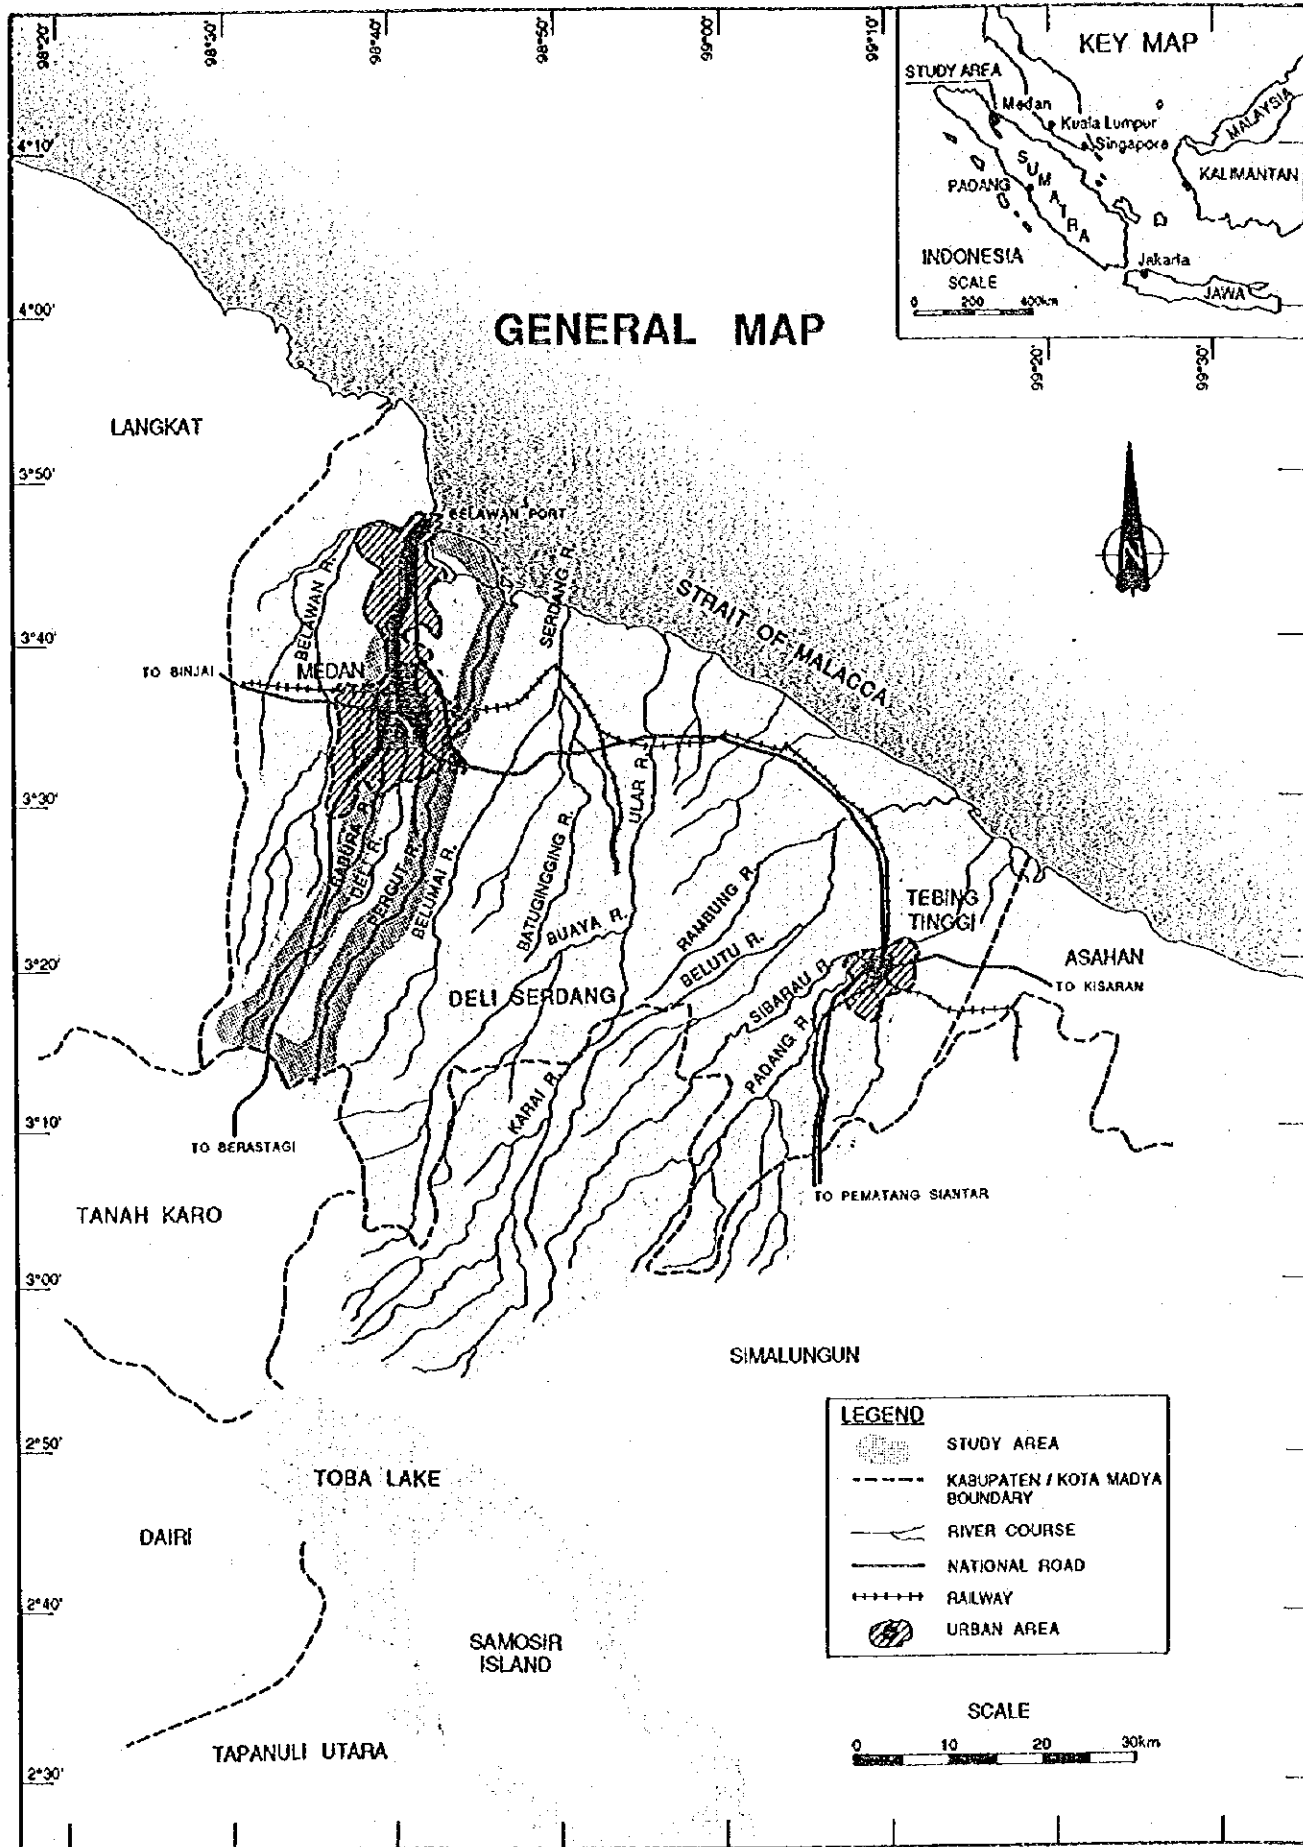 98°20'
98°30'
98°40'
98°50'
99°00'
99°10'
KEY MAP
STUDY AREA
Medan
Kuala Lumpur
Singapore
MALAYSIA
KALIMANTAN
PADANG
SUMATRA
INDONESIA
Jakarta
JAWA
SCALE
0 200 400km
99°20'
99°30'
4°10'
4°00'
GENERAL MAP
LANGKAT
3°50'
BELAWAN PORT
BELAWAN R.
SERDANG R.
STRAIT OF MALACCA
3°40'
TO BINJAI
MEDAN
3°30'
BABURA R.
DELI R.
PERCUT R.
BELUMAI R.
BATUGINGGING R.
ULAR R.
BUAYA R.
RAMBUNG R.
BELUTU R.
SIBARAU R.
PADANG R.
TEBING
TINGGI
ASAHAN
TO KISARAN
3°20'
DELI SERDANG
KARAI R.
3°10'
TO BERASTAGI
TO PEMATANG SIANTAR
TANAH KARO
3°00'
SIMALUNGUN
2°50'
TOBA LAKE
DAIRI
2°40'
SAMOSIR
ISLAND
TAPANULI UTARA
2°30'
LEGEND
STUDY AREA
KABUPATEN / KOTA MADYA
BOUNDARY
RIVER COURSE
NATIONAL ROAD
RAILWAY
URBAN AREA
SCALE
0 10 20 30km
N